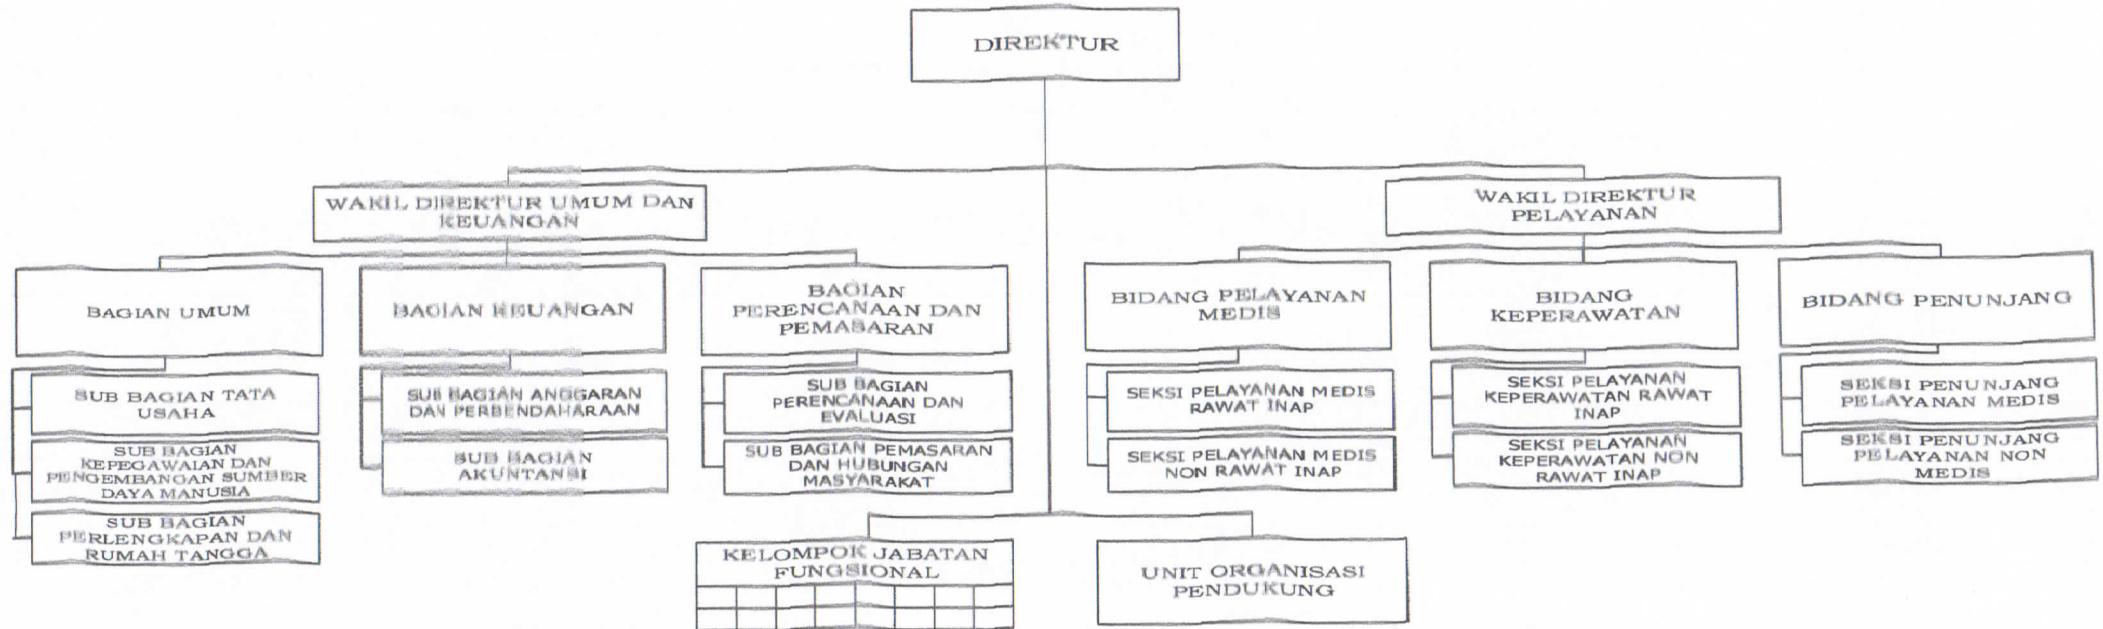 DIREKTUR
WAKIL DIREKTUR UMUM DAN
KEUANGAN
WAKIL DIREKTUR
PELAYANAN
BAGIAN UMUM
BAGIAN KEUANGAN
BAGIAN
PERENCANAAN DAN
PEMASARAN
BIDANG PELAYANAN
MEDIS
BIDANG
KEPERAWATAN
BIDANG PENUNJANG
SUB BAGIAN TATA
USAHA
SUB BAGIAN
KEPEGAWAIAN DAN
PENGEMBANGAN SUMBER
DAYA MANUSIA
SUB BAGIAN
PERLENGKAPAN DAN
RUMAH TANGGA
SUB BAGIAN ANGGARAN
DAN PERBENDAHARAAN
SUB BAGIAN
AKUNTANSI
SUB BAGIAN
PERENCANAAN DAN
EVALUASI
SUB BAGIAN PEMASARAN
DAN HUBUNGAN
MASYARAKAT
SEKSI PELAYANAN MEDIS
RAWAT INAP
SEKSI PELAYANAN MEDIS
NON RAWAT INAP
SEKSI PELAYANAN
KEPERAWATAN RAWAT
INAP
SEKSI PELAYANAN
KEPERAWATAN NON
RAWAT INAP
SEKSI PENUNJANG
PELAYANAN MEDIS
SEKSI PENUNJANG
PELAYANAN NON
MEDIS
KELOMPOK JABATAN
FUNGSIONAL
UNIT ORGANISASI
PENDUKUNG